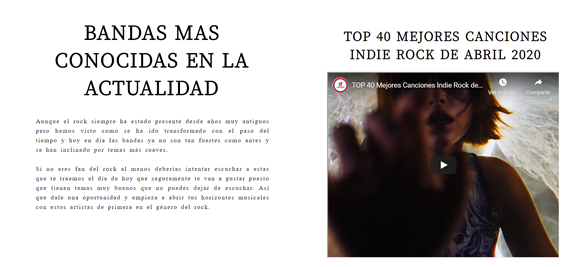 BANDAS MAS
CONOCIDAS EN LA
ACTUALIDAD
Aunque el rock siempre ha estado presente desde años muy antiguos
pero hemos visto como se ha ido transformado con el paso del
tiempo y hoy en día las bandas ya no son tan fuertes como antes y
se han inclinado por temas más suaves.
Si no eres fan del rock al menos deberías intentar escuchar a estas
que te traemos el día de hoy que seguramente te van a gustar puesto
que tienen temas muy buenos que no puedes dejar de escuchar. Así
que dale una oportunidad y empieza a abrir tus horizontes musicales
con estos artistas de primera en el género del rock.
TOP 40 MEJORES CANCIONES
INDIE ROCK DE ABRIL 2020
TOP 40 Mejores Canciones Indie Rock de...
Compartir